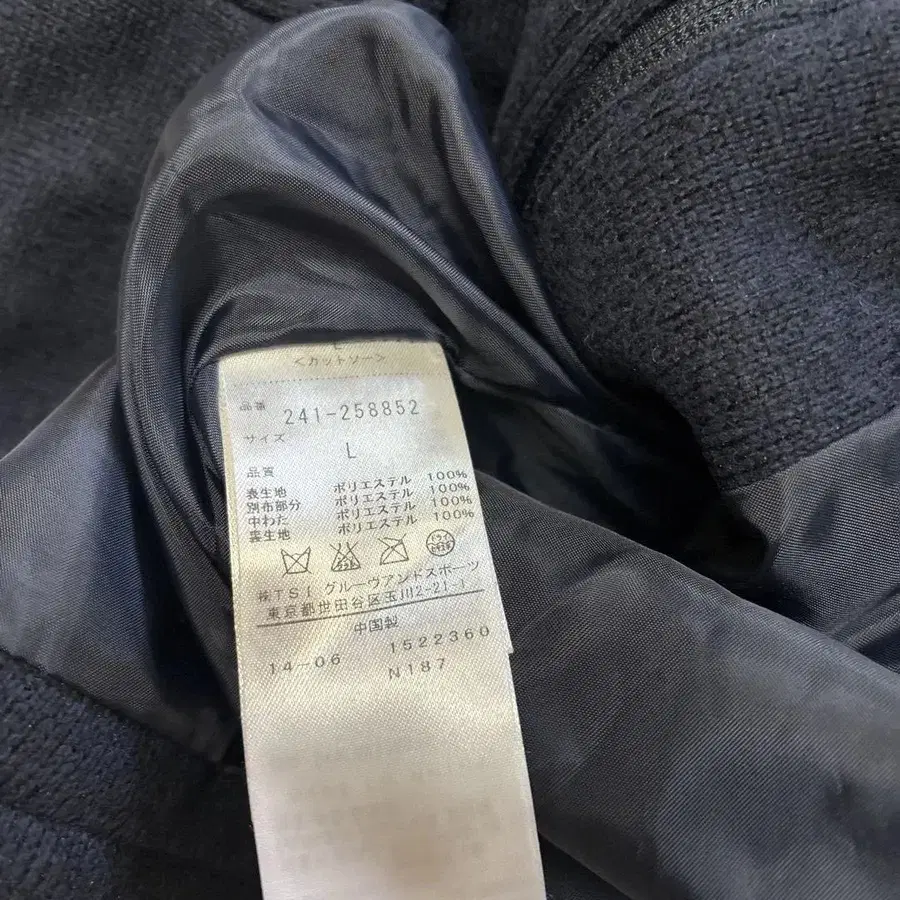 <カットソー>
品番 241-258852
サイズ
L
品質
表生地 ポリエステル 100%
別布部分 ポリエステル 100%
中わた ポリエステル 100%
裏生地 ポリエステル 100%
㈱TSI グルーヴアンドスポーツ
東京都世田谷区玉川2-21-1
中国製
14-06 1522360
N187